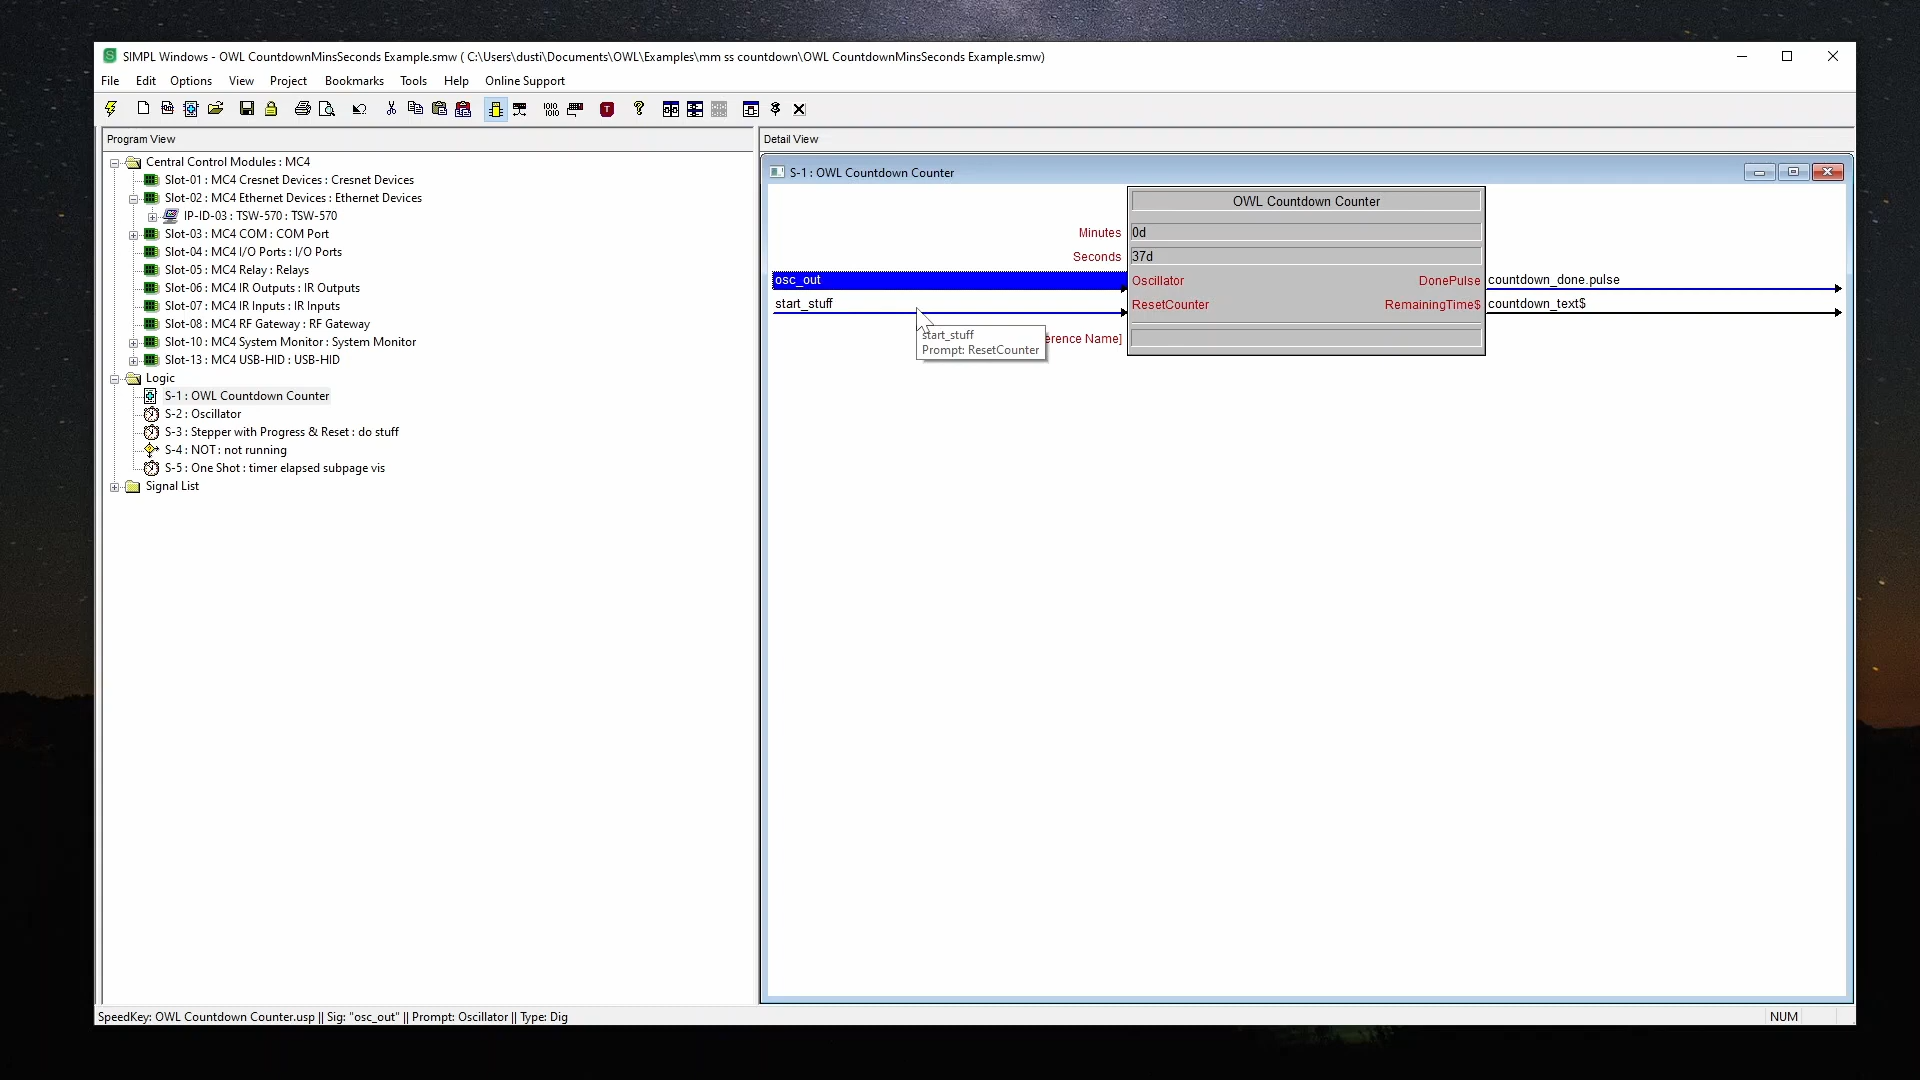 SIMPL Windows - OWL CountdownMinsSeconds Example.smw ( C:\Users\dusti\Documents\OWL\Examples\mm ss countdown\OWL CountdownMinsSeconds Example.smw)
File Edit Options View Project Bookmarks Tools Help Online Support
Program View
Central Control Modules : MC4
Slot-01 : MC4 Cresnet Devices : Cresnet Devices
Slot-02 : MC4 Ethernet Devices : Ethernet Devices
IP-ID-03 : TSW-570 : TSW-570
Slot-03 : MC4 COM : COM Port
Slot-04 : MC4 I/O Ports : I/O Ports
Slot-05 : MC4 Relay : Relays
Slot-06 : MC4 IR Outputs : IR Outputs
Slot-07 : MC4 IR Inputs : IR Inputs
Slot-08 : MC4 RF Gateway : RF Gateway
Slot-10 : MC4 System Monitor : System Monitor
Slot-13 : MC4 USB-HID : USB-HID
Logic
S-1 : OWL Countdown Counter
S-2 : Oscillator
S-3 : Stepper with Progress & Reset : do stuff
S-4 : NOT : not running
S-5 : One Shot : timer elapsed subpage vis
Signal List
Detail View
S-1 : OWL Countdown Counter
OWL Countdown Counter
Minutes 0d
Seconds 37d
osc_out Oscillator DonePulse countdown_done.pulse
start_stuff ResetCounter RemainingTime$ countdown_text$
start_stuff
Prompt: ResetCounter
erence Name]
SpeedKey: OWL Countdown Counter.usp || Sig: "osc_out" || Prompt: Oscillator || Type: Dig
NUM